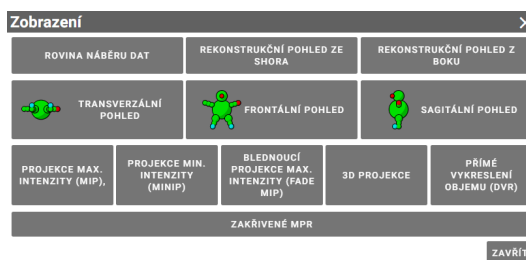 Zobrazení
ROVINA NÁBĚRU DAT
REKONSTRUKČNÍ POHLED ZE
SHORA
REKONSTRUKČNÍ POHLED Z
BOKU
TRANSVERZÁLNÍ
POHLED
FRONTÁLNÍ POHLED
SAGITÁLNÍ POHLED
PROJEKCE MAX.
INTENZITY (MIP),
PROJEKCE MIN.
INTENZITY
(MINIP)
BLEDNOUCÍ
PROJEKCE MAX.
INTENZITY (FADE
MIP)
3D PROJEKCE
PŘÍMÉ
VYKRESLENÍ
OBJEMU (DVR)
ZAKŘIVENÉ MPR
ZAVŘÍT